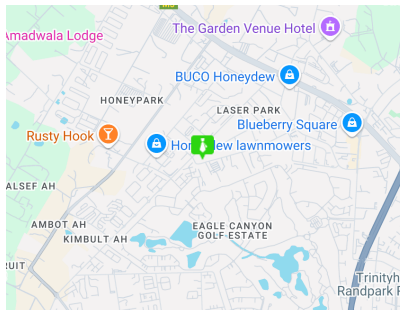 The Garden Venue Hotel
Amadwala Lodge
BUCO Honeydew
HONEYPARK
LASER PARK
Blueberry Square
Rusty Hook
lawnmowers
ALSEF AH
AMBOT AH
EAGLE CANYON
GOLF ESTATE
KIMBULT AH
RUIT
Trinityh
Randpark R